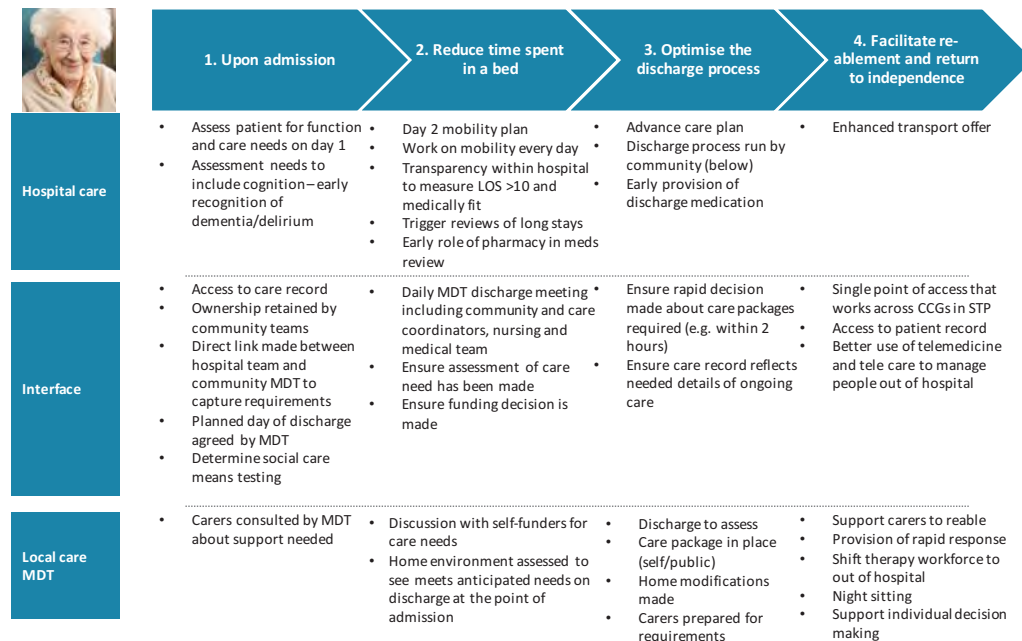 1. Upon admission
2. Reduce time spent
in a bed
3. Optimise the
discharge process
4. Facilitate re-
ablement and return
to independence
Hospital care
• Assess patient for function
and care needs on day 1
• Assessment needs to
include cognition – early
recognition of
dementia/delirium
• Day 2 mobility plan
• Work on mobility every day
• Transparency within hospital
to measure LOS >10 and
medically fit
• Trigger reviews of long stays
• Early role of pharmacy in meds
review
• Advance care plan
• Discharge process run by
community (below)
• Early provision of
discharge medication
• Enhanced transport offer
Interface
• Access to care record
• Ownership retained by
community teams
• Direct link made between
hospital team and
community MDT to
capture requirements
• Planned day of discharge
agreed by MDT
• Determine social care
means testing
• Daily MDT discharge meeting
including community and care
coordinators, nursing and
medical team
• Ensure assessment of care
need has been made
• Ensure funding decision is
made
• Ensure rapid decision
made about care packages
required (e.g. within 2
hours)
• Ensure care record reflects
needed details of ongoing
care
• Single point of access that
works across CCGs in STP
• Access to patient record
• Better use of telemedicine
and tele care to manage
people out of hospital
Local care
MDT
• Carers consulted by MDT
about support needed
• Discussion with self-funders for
care needs
• Home environment assessed to
see meets anticipated needs on
discharge at the point of
admission
• Discharge to assess
• Care package in place
(self/public)
• Home modifications
made
• Carers prepared for
requirements
• Support carers to reable
• Provision of rapid response
• Shift therapy workforce to
out of hospital
• Night sitting
• Support individual decision
making